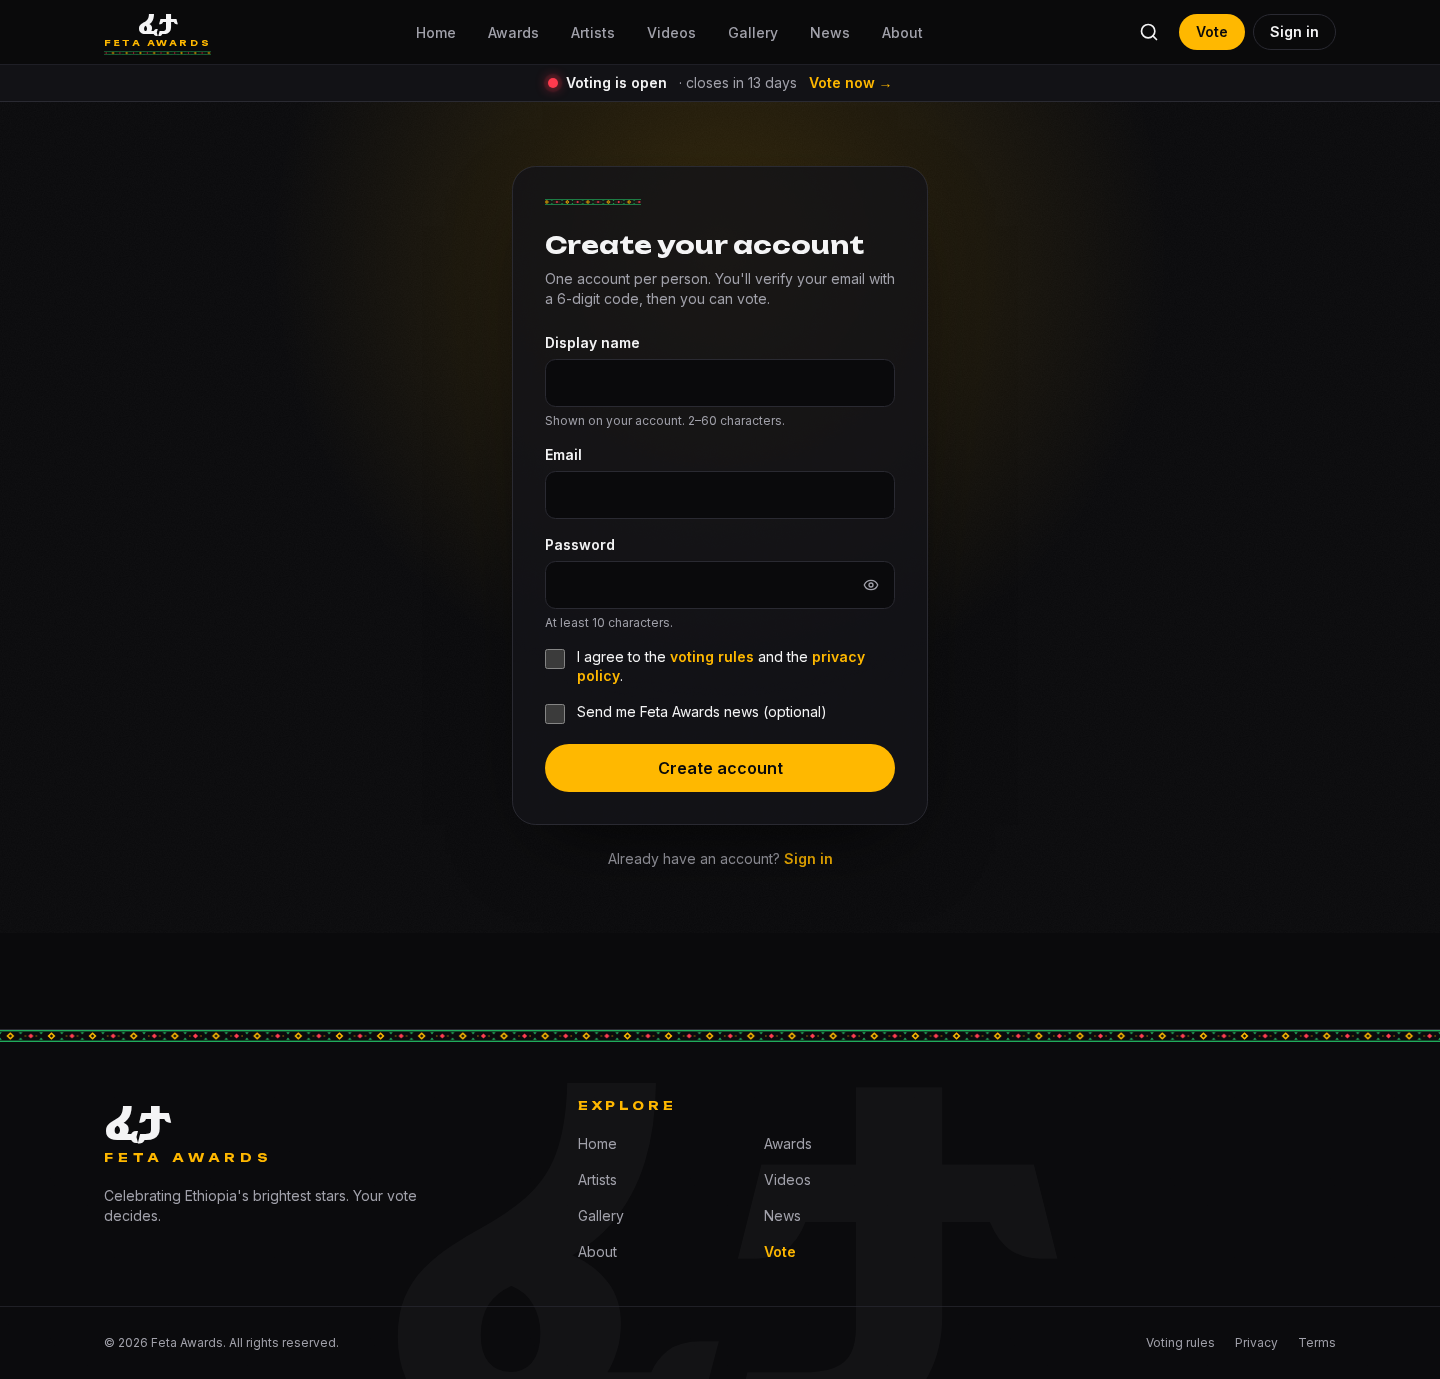 ፈታ
FETA AWARDS
Home
Awards
Artists
Videos
Gallery
News
About
Vote
Sign in
Voting is open · closes in 13 days Vote now →
Create your account
One account per person. You'll verify your email with
a 6-digit code, then you can vote.
Display name
Shown on your account. 2–60 characters.
Email
Password
At least 10 characters.
I agree to the voting rules and the privacy
policy.
Send me Feta Awards news (optional)
Create account
Already have an account? Sign in
ፈታ
FETA AWARDS
Celebrating Ethiopia's brightest stars. Your vote
decides.
ፈታ
EXPLORE
Home
Awards
Artists
Videos
Gallery
News
About
Vote
© 2026 Feta Awards. All rights reserved.
Voting rules
Privacy
Terms